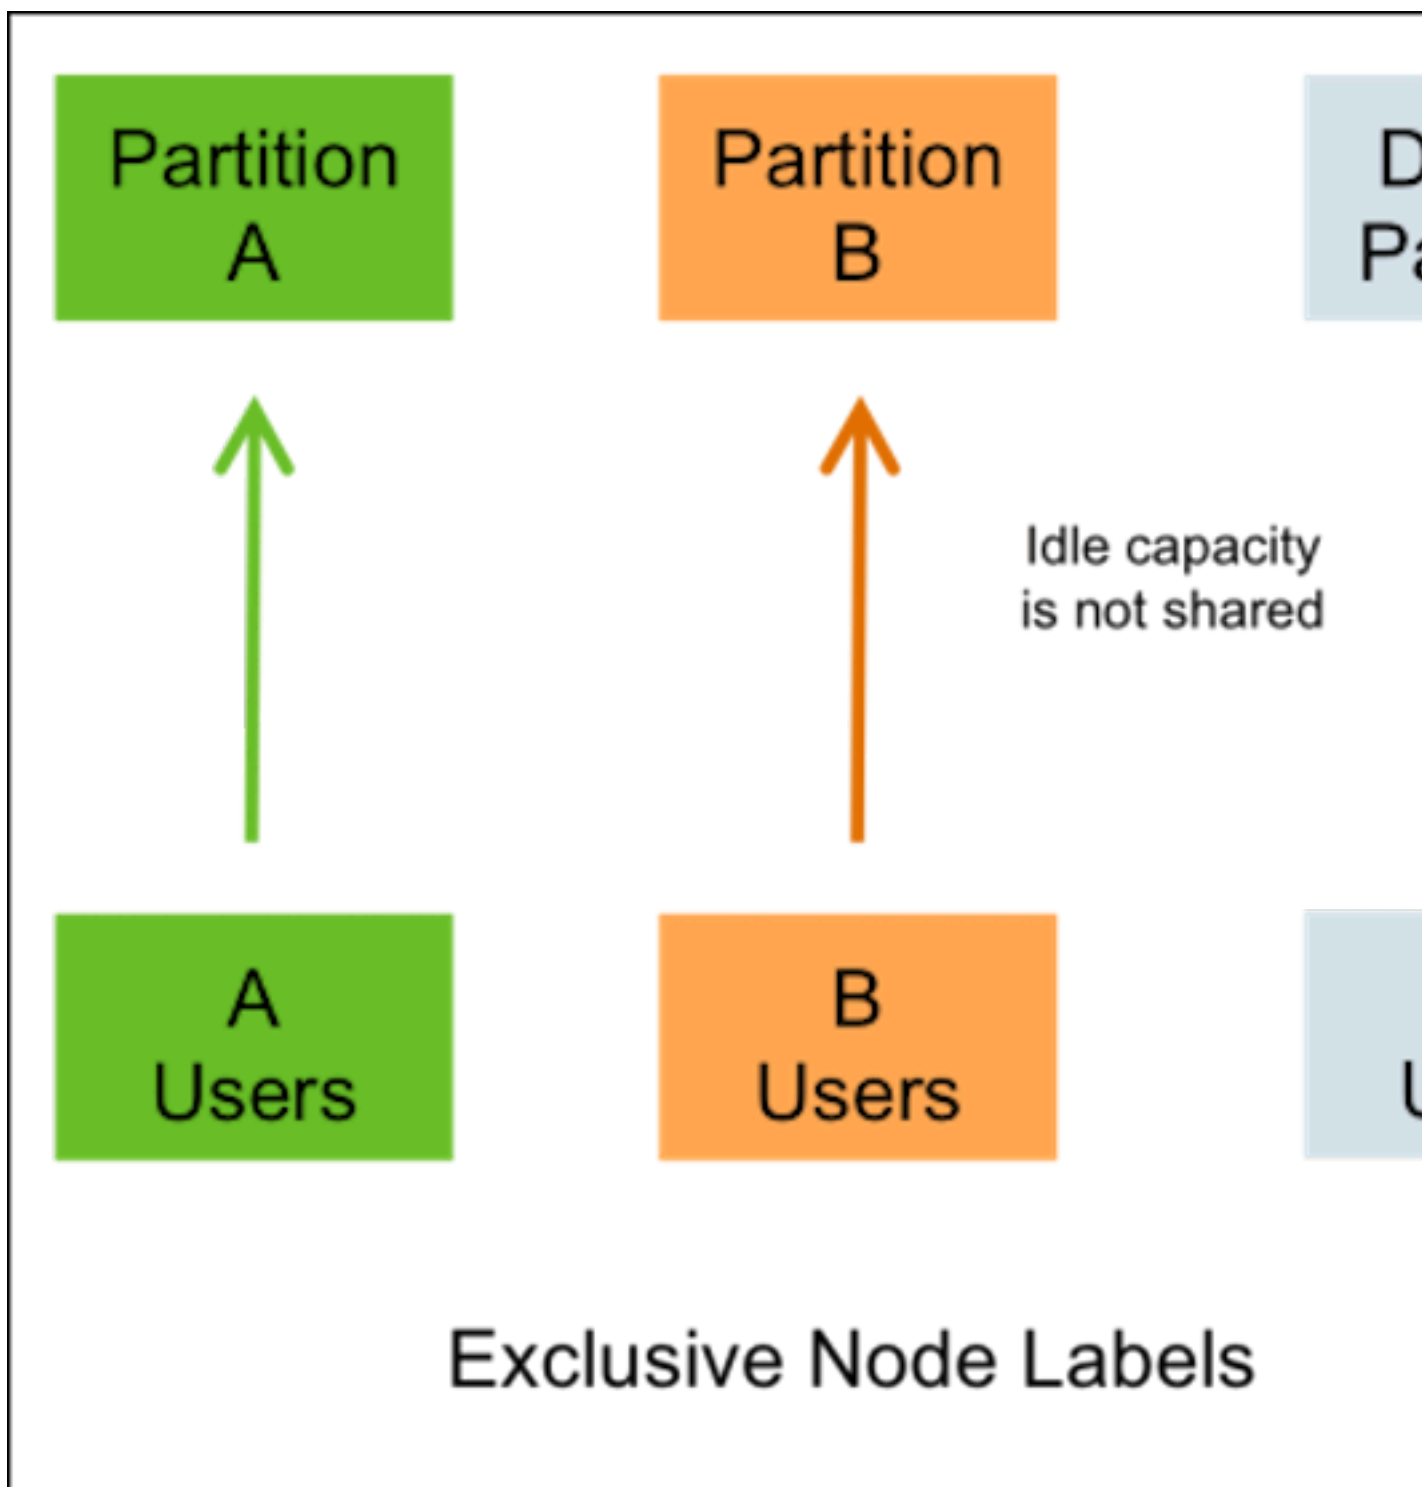 Partition
A
Partition
B
Idle capacity
is not shared
A
Users
B
Users
Exclusive Node Labels